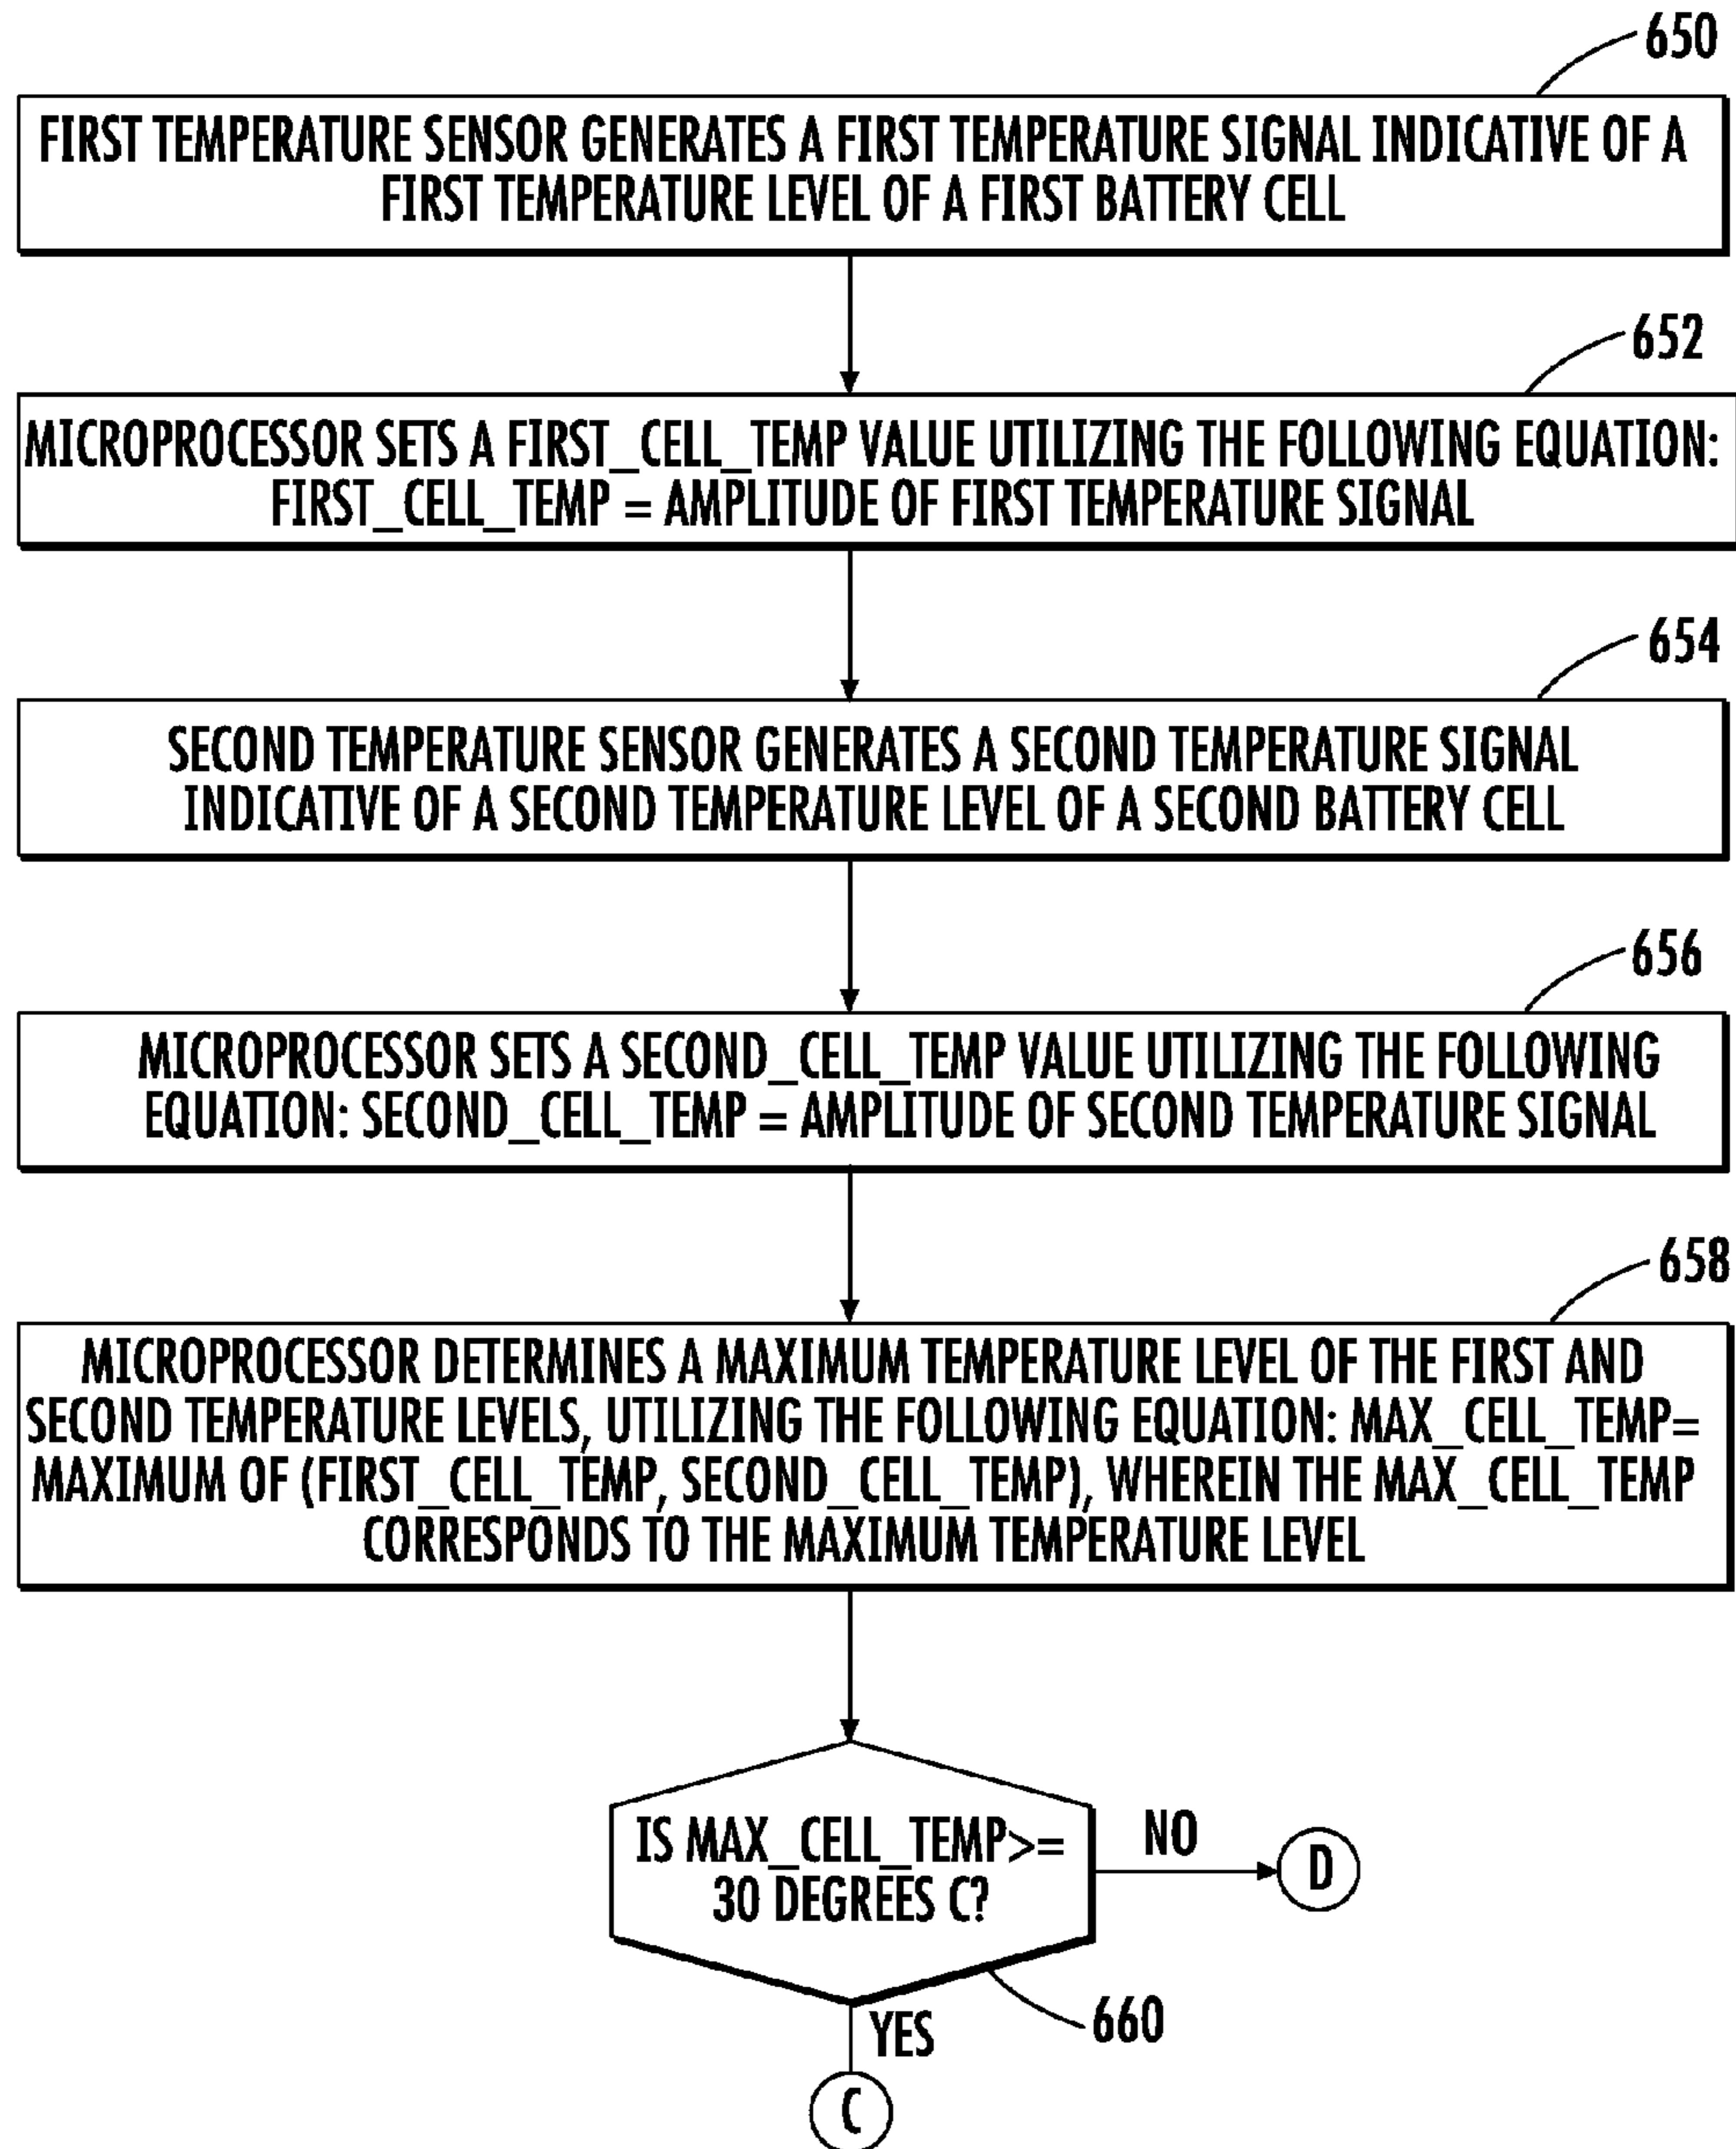 650
FIRST TEMPERATURE SENSOR GENERATES A FIRST TEMPERATURE SIGNAL INDICATIVE OF A
FIRST TEMPERATURE LEVEL OF A FIRST BATTERY CELL
652
MICROPROCESSOR SETS A FIRST_CELL_TEMP VALUE UTILIZING THE FOLLOWING EQUATION:
FIRST_CELL_TEMP = AMPLITUDE OF FIRST TEMPERATURE SIGNAL
654
SECOND TEMPERATURE SENSOR GENERATES A SECOND TEMPERATURE SIGNAL
INDICATIVE OF A SECOND TEMPERATURE LEVEL OF A SECOND BATTERY CELL
656
MICROPROCESSOR SETS A SECOND_CELL_TEMP VALUE UTILIZING THE FOLLOWING
EQUATION: SECOND_CELL_TEMP = AMPLITUDE OF SECOND TEMPERATURE SIGNAL
658
MICROPROCESSOR DETERMINES A MAXIMUM TEMPERATURE LEVEL OF THE FIRST AND
SECOND TEMPERATURE LEVELS, UTILIZING THE FOLLOWING EQUATION: MAX_CELL_TEMP=
MAXIMUM OF (FIRST_CELL_TEMP, SECOND_CELL_TEMP), WHEREIN THE MAX_CELL_TEMP
CORRESPONDS TO THE MAXIMUM TEMPERATURE LEVEL
IS MAX_CELL_TEMP>=
30 DEGREES C?
NO
D
660
YES
C